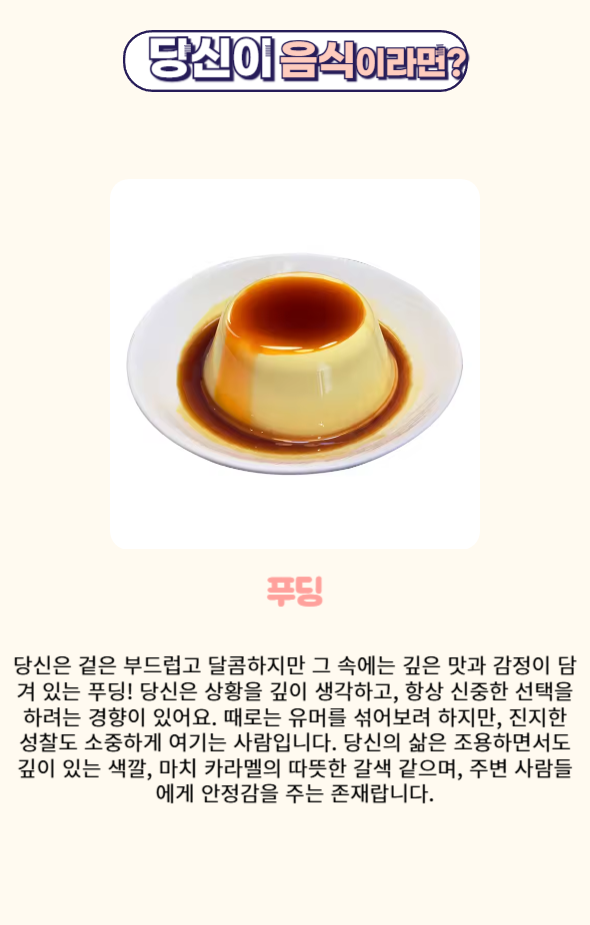 당신이 음식이라면?
푸딩
당신은 겉은 부드럽고 달콤하지만 그 속에는 깊은 맛과 감정이 담
겨 있는 푸딩! 당신은 상황을 깊이 생각하고, 항상 신중한 선택을
하려는 경향이 있어요. 때로는 유머를 섞어보려 하지만, 진지한
성찰도 소중하게 여기는 사람입니다. 당신의 삶은 조용하면서도
깊이 있는 색깔, 마치 카라멜의 따뜻한 갈색 같으며, 주변 사람들
에게 안정감을 주는 존재랍니다.